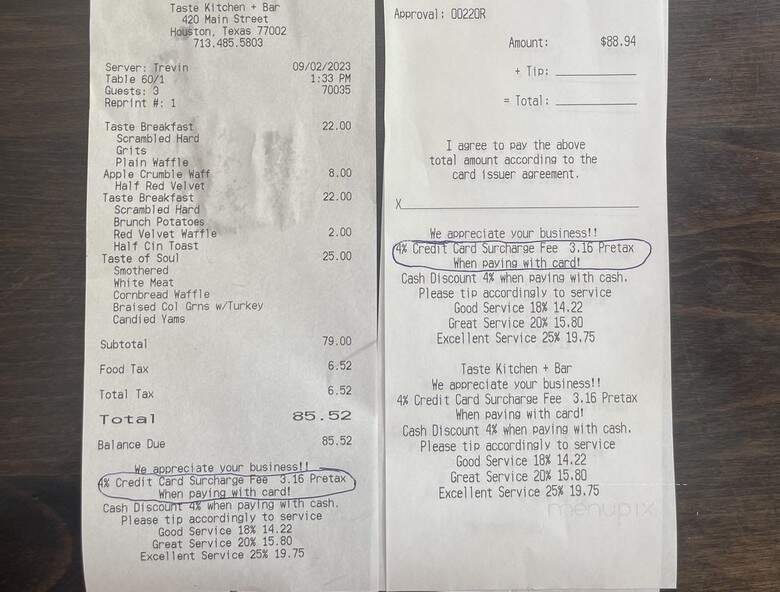 Taste Kitchen + Bar
420 Main Street
Houston, Texas 77002
713.485.5803
Server: Trevin 09/02/2023
Table 60/1 1:33 PM
Guests: 3 70035
Reprint #: 1
Taste Breakfast 22.00
Scrambled Hard
Grits
Plain Waffle
Apple Crumble Waff 8.00
Half Red Velvet
Taste Breakfast 22.00
Scrambled Hard
Brunch Potatoes
Red Velvet Waffle 2.00
Half Cin Toast
Taste of Soul 25.00
Smothered
White Meat
Cornbread Waffle
Braised Col Grns w/Turkey
Candied Yams
Subtotal 79.00
Food Tax 6.52
Total Tax 6.52
Total 85.52
Balance Due 85.52
We appreciate your business!!
4% Credit Card Surcharge Fee 3.16 Pretax
When paying with card!
Cash Discount 4% when paying with cash.
Please tip accordingly to service
Good Service 18% 14.22
Great Service 20% 15.80
Excellent Service 25% 19.75
Approval: 00220R
Amount: $88.94
+ Tip:
= Total:
I agree to pay the above
total amount according to the
card issuer agreement.
X
We appreciate your business!!
4% Credit Card Surcharge Fee 3.16 Pretax
When paying with card!
Cash Discount 4% when paying with cash.
Please tip accordingly to service
Good Service 18% 14.22
Great Service 20% 15.80
Excellent Service 25% 19.75
Taste Kitchen + Bar
We appreciate your business!!
4% Credit Card Surcharge Fee 3.16 Pretax
When paying with card!
Cash Discount 4% when paying with cash.
Please tip accordingly to service
Good Service 18% 14.22
Great Service 20% 15.80
Excellent Service 25% 19.75
menupix